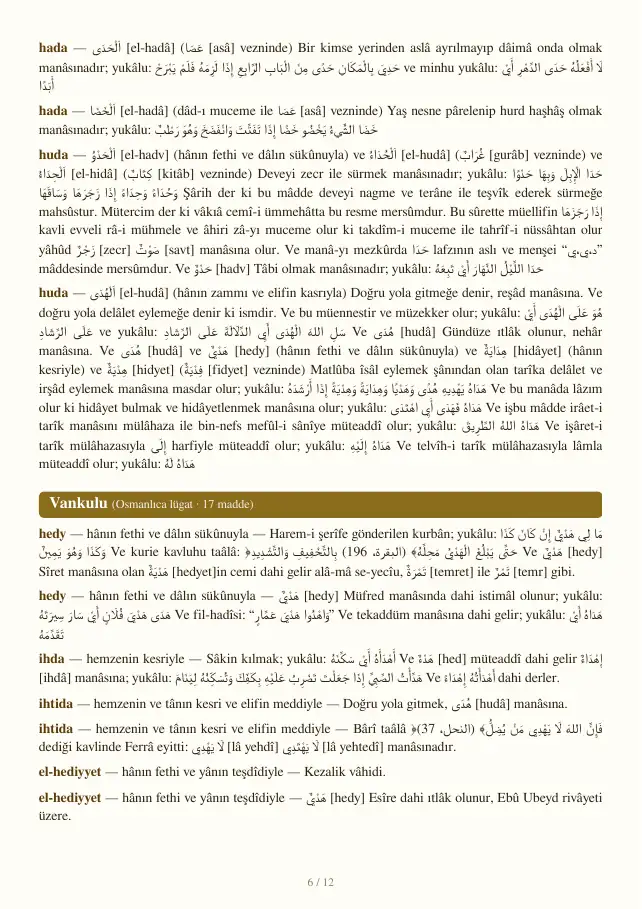 hada — اَلْحَدَى [el-hadâ] (عَصَا [asâ] vezninde) Bir kimse yerinden aslâ ayrılmayıp dâimâ onda olmak
manâsınadır; yukâlu: حَدِيَ بِالْمَكَانِ حَدًى مِنَ الْبَابِ الرَّابِعِ إِذَا لَزِمَهُ فَلَمْ يَبْرَحْ ve minhu yukâlu: لَا أَفْعَلُهُ حَدَى الدَّهْرِ أَيْ
أَبَدًا
hada — اَلْخَضَا [el-hadâ] (dâd-ı muceme ile عَصَا [asâ] vezninde) Yaş nesne pârelenip hurd haşhâş olmak
manâsınadır; yukâlu: خَضَا الشَّيْءُ يَخْضُو خَضًا إِذَا تَفَتَّتَ وَانْفَضَخَ وَهُوَ رَطْبٌ
huda — اَلْحَدْوُ [el-hadv] (hânın fethi ve dâlın sükûnuyla) ve اَلْحُدَاءُ [el-hudâ] (غُرَابٌ [gurâb] vezninde) ve
اَلْحِدَاءُ [el-hidâ] (كِتَابٌ [kitâb] vezninde) Deveyi zecr ile sürmek manâsınadır; yukâlu: حَدَا الْإِبِلَ وَبِهَا حَدْوًا
وَحُدَاءً وَحِدَاءً إِذَا زَجَرَهَا وَسَاقَهَا Şârih der ki bu mâdde deveyi nagme ve terâne ile teşvîk ederek sürmeğe
mahsûstur. Mütercim der ki vâkıâ cemî-i ümmehâtta bu resme mersûmdur. Bu sûrette müellifin إِذَا زَجَرَهَا
kavli evveli râ-i mühmele ve âhiri zâ-yı muceme olur ki takdîm-i muceme ile tahrîf-i nüssâhtan olur
yâhûd زَجْرٌ [zecr] صَوْتٌ [savt] manâsına olur. Ve manâ-yı mezkûrda حَدَا lafzının aslı ve menşei “د،ي،ي”
mâddesinde mersûmdur. Ve حَدْوٌ [hadv] Tâbi olmak manâsınadır; yukâlu: حَدَا اللَّيْلُ النَّهَارَ أَيْ تَبِعَهُ
huda — اَلْهُدَى [el-hudâ] (hânın zammı ve elifin kasrıyla) Doğru yola gitmeğe denir, reşâd manâsına. Ve
doğru yola delâlet eylemeğe denir ki ismdir. Ve bu müennestir ve müzekker olur; yukâlu: هُوَ عَلَى الْهُدَى أَيْ
عَلَى الرَّشَادِ ve yukâlu: سَلِ اللهَ الْهُدَى أَيِ الدَّلَالَةَ عَلَى الرَّشَادِ Ve هُدَى [hudâ] Gündüze ıtlâk olunur, nehâr
manâsına. Ve هُدَى [hudâ] ve هَدْيٌ [hedy] (hânın fethi ve dâlın sükûnuyla) ve هِدَايَةٌ [hidâyet] (hânın
kesriyle) ve هِدْيَةٌ [hidyet] (فِدْيَةٌ [fidyet] vezninde) Matlûba îsâl eylemek şânından olan tarîka delâlet ve
irşâd eylemek manâsına masdar olur; yukâlu: هَدَاهُ يَهْدِيهِ هُدًى وَهَدْيًا وَهِدَايَةً وَهِدْيَةً إِذَا أَرْشَدَهُ Ve bu manâda lâzım
olur ki hidâyet bulmak ve hidâyetlenmek manâsına olur; yukâlu: هَدَاهُ فَهَدَى أَيِ اهْتَدَى Ve işbu mâdde irâet-i
tarîk manâsını mülâhaza ile bin-nefs mefûl-i sânîye müteaddî olur; yukâlu: هَدَاهُ اللهُ الطَّرِيقَ Ve işâret-i
tarîk mülâhazasıyla إِلَى harfiyle müteaddî olur; yukâlu: هَدَاهُ إِلَيْهِ Ve telvîh-i tarîk mülâhazasıyla lâmla
müteaddî olur; yukâlu: هَدَاهُ لَهُ
Vankulu (Osmanlıca lügat · 17 madde)
hedy — hânın fethi ve dâlın sükûnuyla — Harem-i şerîfe gönderilen kurbân; yukâlu: مَا لِي هَدْيٌ إِنْ كَانَ كَذَا
وَكَذَا وَهُوَ يَمِينٌ Ve kurie kavluhu taâlâ: ﴿حَتَّى يَبْلُغَ الْهَدْيُ مَحِلَّهُ﴾ (البقرة، 196) بِالتَّخْفِيفِ وَالتَّشْدِيدِ Ve هَدْيٌ [hedy]
Sîret manâsına olan هَدْيَةٌ [hedyet]in cemi dahi gelir alâ-mâ se-yecîu, تَمْرَةٌ [temret] ile تَمْرٌ [temr] gibi.
hedy — hânın fethi ve dâlın sükûnuyla — هَدْيٌ [hedy] Müfred manâsında dahi istimâl olunur; yukâlu:
هَدَى هَدْيَ فُلَانٍ أَيْ سَارَ سِيرَتَهُ Ve fil-hadîsi: “وَاهْدُوا هَدْيَ عَمَّارٍ” Ve tekaddüm manâsına dahi gelir; yukâlu: هَدَاهُ أَيْ
تَقَدَّمَهُ
ihda — hemzenin kesriyle — Sâkin kılmak; yukâlu: أَهْدَأَهُ أَيْ سَكَّنَهُ Ve هَدْءٌ [hed] müteaddî dahi gelir إِهْدَاءٌ
[ihdâ] manâsına; yukâlu: هَدَأْتُ الصَّبِيَّ إِذَا جَعَلْتَ تَضْرِبُ عَلَيْهِ بِكَفِّكَ وَتُسَكِّنُهُ لِيَنَامَ Ve أَهْدَأْتُهُ إِهْدَاءً dahi derler.
ihtida — hemzenin ve tânın kesri ve elifin meddiyle — Doğru yola gitmek, هُدَى [hudâ] manâsına.
ihtida — hemzenin ve tânın kesri ve elifin meddiyle — Bârî taâlâ ﴿فَإِنَّ اللهَ لَا يَهْدِي مَنْ يُضِلُّ﴾ (النحل، 37)
dediği kavlinde Ferrâ eyitti: لَا يَهْدِي [lâ yehdî] لَا يَهْتَدِي [lâ yehtedî] manâsınadır.
el-hediyyet — hânın fethi ve yânın teşdîdiyle — Kezalik vâhidi.
el-hediyyet — hânın fethi ve yânın teşdîdiyle — هَدْيٌ [hedy] Esîre dahi ıtlâk olunur, Ebû Ubeyd rivâyeti
üzere.
6 / 12